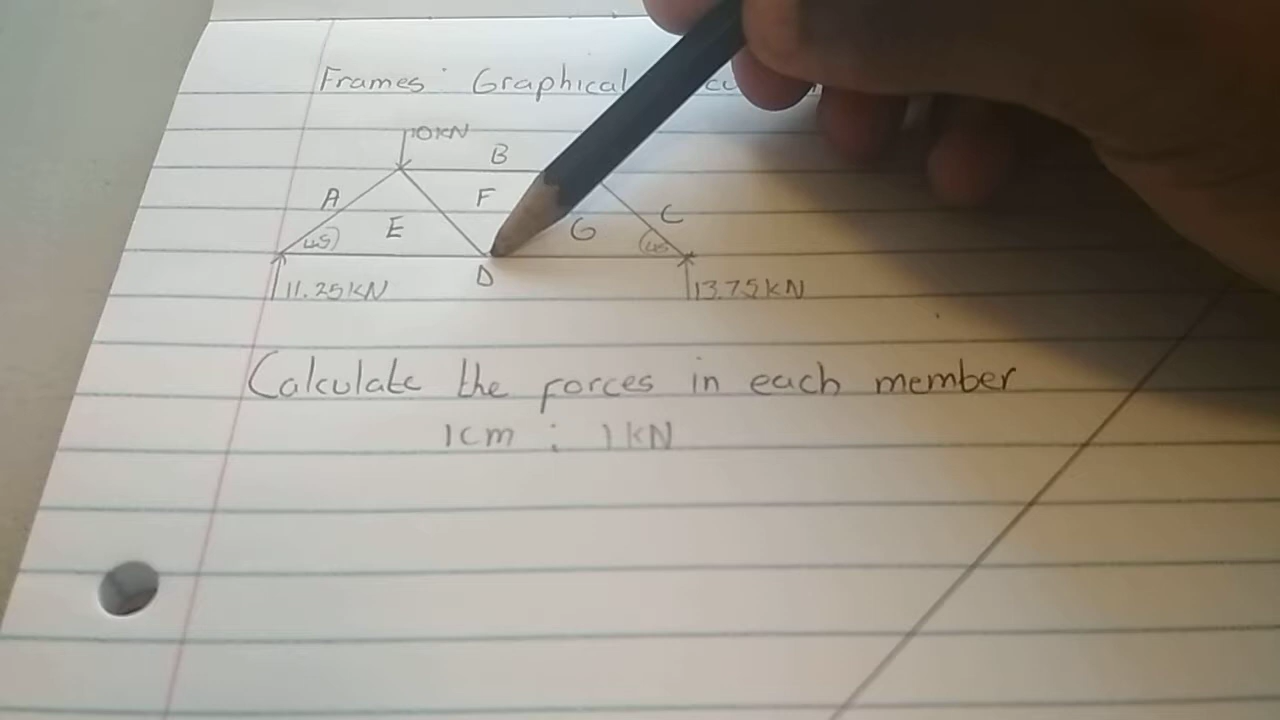 Frames: Graphical
10KN
B
A
F
E
G
C
45
45
D
11.25KN
13.75KN
Calculate the forces in each member
1cm : 1KN